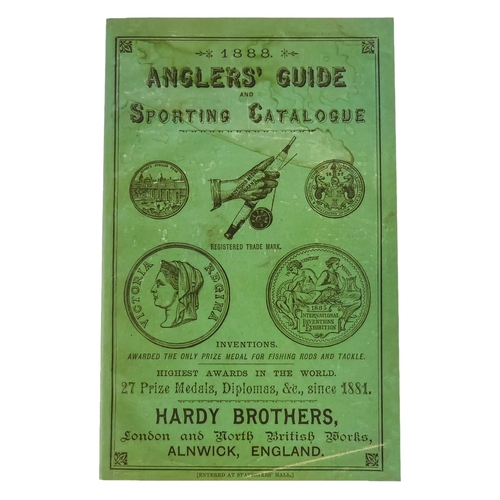 1888.
ANGLERS' GUIDE
AND
SPORTING CATALOGUE
REGISTERED TRADE MARK.
VICTORIA REGINA
1885
INTERNATIONAL
INVENTIONS
EXHIBITION
INVENTIONS.
AWARDED THE ONLY PRIZE MEDAL FOR FISHING RODS AND TACKLE.
HIGHEST AWARDS IN THE WORLD.
27 Prize Medals, Diplomas, &c., since 1881.
HARDY BROTHERS,
London and North British Works,
ALNWICK, ENGLAND.
[ENTERED AT STATIONERS' HALL.]